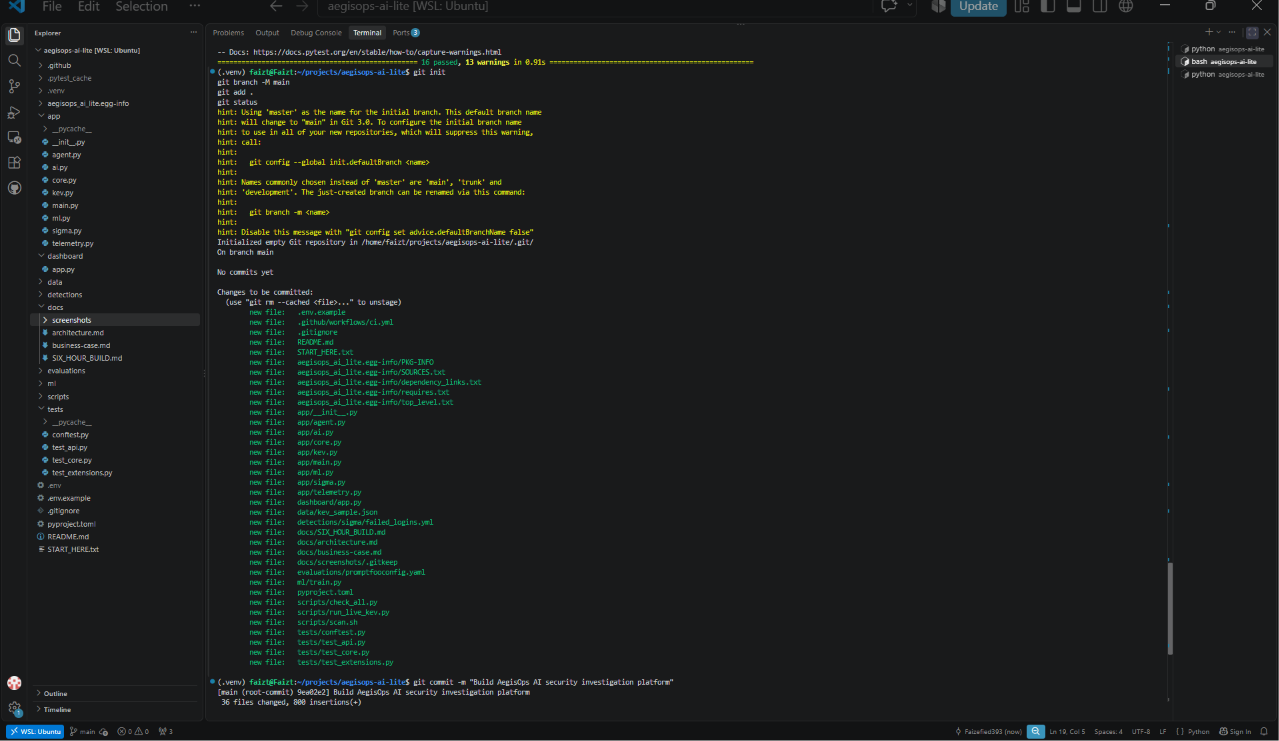 File Edit Selection ··· aegisops-ai-lite [WSL: Ubuntu] Update
Explorer ···
aegisops-ai-lite [WSL: Ubuntu]
.github
.pytest_cache
.venv
aegisops_ai_lite.egg-info
app
__pycache__
__init__.py
agent.py
ai.py
core.py
kev.py
main.py
ml.py
sigma.py
telemetry.py
dashboard
app.py
data
detections
docs
screenshots
architecture.md
business-case.md
SIX_HOUR_BUILD.md
evaluations
ml
scripts
tests
__pycache__
conftest.py
test_api.py
test_core.py
test_extensions.py
.env
.env.example
.gitignore
pyproject.toml
README.md
START_HERE.txt
Outline
Timeline
Problems Output Debug Console Terminal Ports 3
-- Docs: https://docs.pytest.org/en/stable/how-to/capture-warnings.html
16 passed, 13 warnings in 0.91s
(.venv) faizt@Faizt:~/projects/aegisops-ai-lite$ git init
git branch -M main
git add .
git status
hint: Using 'master' as the name for the initial branch. This default branch name
hint: will change to "main" in Git 3.0. To configure the initial branch name
hint: to use in all of your new repositories, which will suppress this warning,
hint: call:
hint:
hint:   git config --global init.defaultBranch <name>
hint:
hint: Names commonly chosen instead of 'master' are 'main', 'trunk' and
hint: 'development'. The just-created branch can be renamed via this command:
hint:
hint:   git branch -m <name>
hint:
hint: Disable this message with "git config set advice.defaultBranchName false"
Initialized empty Git repository in /home/faizt/projects/aegisops-ai-lite/.git/
On branch main
No commits yet
Changes to be committed:
  (use "git rm --cached <file>..." to unstage)
new file:   .env.example
new file:   .github/workflows/ci.yml
new file:   .gitignore
new file:   README.md
new file:   START_HERE.txt
new file:   aegisops_ai_lite.egg-info/PKG-INFO
new file:   aegisops_ai_lite.egg-info/SOURCES.txt
new file:   aegisops_ai_lite.egg-info/dependency_links.txt
new file:   aegisops_ai_lite.egg-info/requires.txt
new file:   aegisops_ai_lite.egg-info/top_level.txt
new file:   app/__init__.py
new file:   app/agent.py
new file:   app/ai.py
new file:   app/core.py
new file:   app/kev.py
new file:   app/main.py
new file:   app/ml.py
new file:   app/sigma.py
new file:   app/telemetry.py
new file:   dashboard/app.py
new file:   data/kev_sample.json
new file:   detections/sigma/failed_logins.yml
new file:   docs/SIX_HOUR_BUILD.md
new file:   docs/architecture.md
new file:   docs/business-case.md
new file:   docs/screenshots/.gitkeep
new file:   evaluations/promptfooconfig.yaml
new file:   ml/train.py
new file:   pyproject.toml
new file:   scripts/check_all.py
new file:   scripts/run_live_kev.py
new file:   scripts/scan.sh
new file:   tests/conftest.py
new file:   tests/test_api.py
new file:   tests/test_core.py
new file:   tests/test_extensions.py
(.venv) faizt@Faizt:~/projects/aegisops-ai-lite$ git commit -m "Build AegisOps AI security investigation platform"
[main (root-commit) 9ea02e2] Build AegisOps AI security investigation platform
 36 files changed, 800 insertions(+)
python aegisops-ai-lite
bash aegisops-ai-lite
python aegisops-ai-lite
WSL: Ubuntu main 0 0 3 Faizafied393 (now) Ln 19, Col 5 Spaces: 4 UTF-8 LF Python Sign In